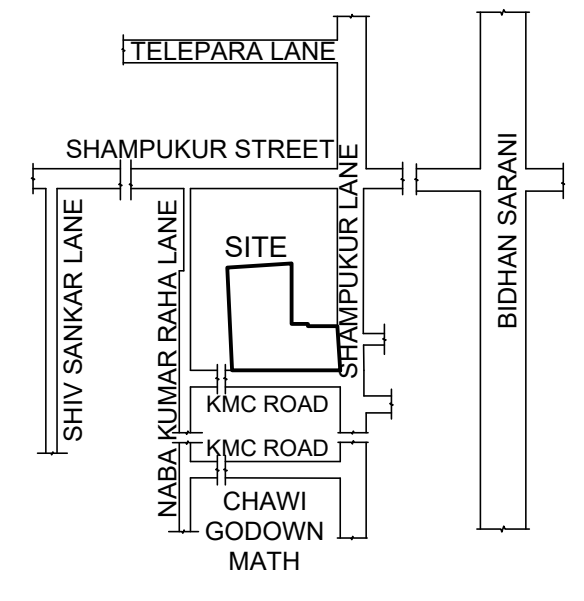 TELEPARA LANE
SHAMPUKUR STREET
SHAMPUKUR LANE
BIDHAN SARANI
SHIV SANKAR LANE
NABA KUMAR RAHA LANE
SITE
KMC ROAD
KMC ROAD
CHAWI
GODOWN
MATH